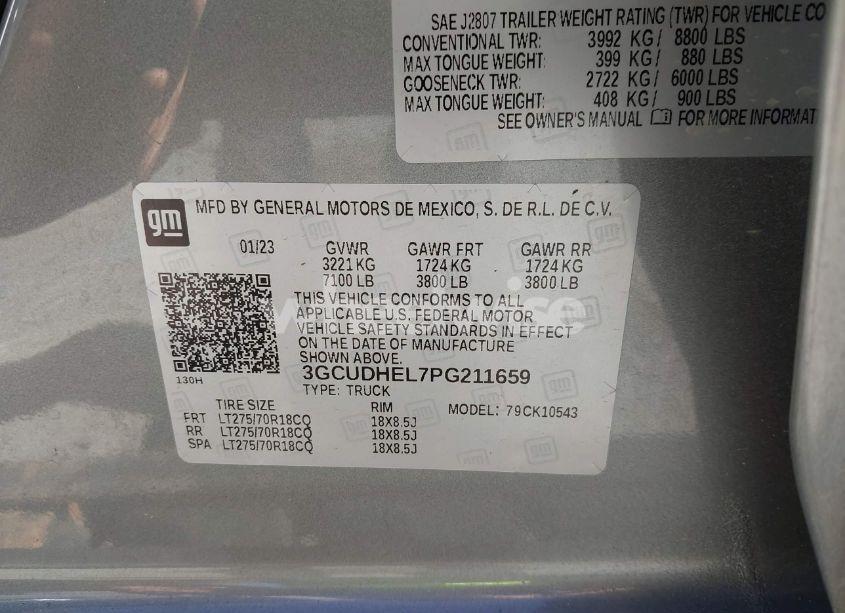 SAE J2807 TRAILER WEIGHT RATING (TWR) FOR VEHICLE CO
CONVENTIONAL TWR: 3992 KG/ 8800 LBS
MAX TONGUE WEIGHT: 399 KG/ 880 LBS
GOOSENECK TWR: 2722 KG/ 6000 LBS
MAX TONGUE WEIGHT: 408 KG/ 900 LBS
SEE OWNER'S MANUAL FOR MORE INFORMAT
gm MFD BY GENERAL MOTORS DE MEXICO, S. DE R.L. DE C.V.
01/23 GVWR GAWR FRT GAWR RR
3221 KG 1724 KG 1724 KG
7100 LB 3800 LB 3800 LB
THIS VEHICLE CONFORMS TO ALL
APPLICABLE U.S. FEDERAL MOTOR
VEHICLE SAFETY STANDARDS IN EFFECT
ON THE DATE OF MANUFACTURE
SHOWN ABOVE.
130H 3GCUDHEL7PG211659
TYPE: TRUCK
TIRE SIZE RIM MODEL: 79CK10543
FRT LT275/70R18CQ 18X8.5J
RR LT275/70R18CQ 18X8.5J
SPA LT275/70R18CQ 18X8.5J